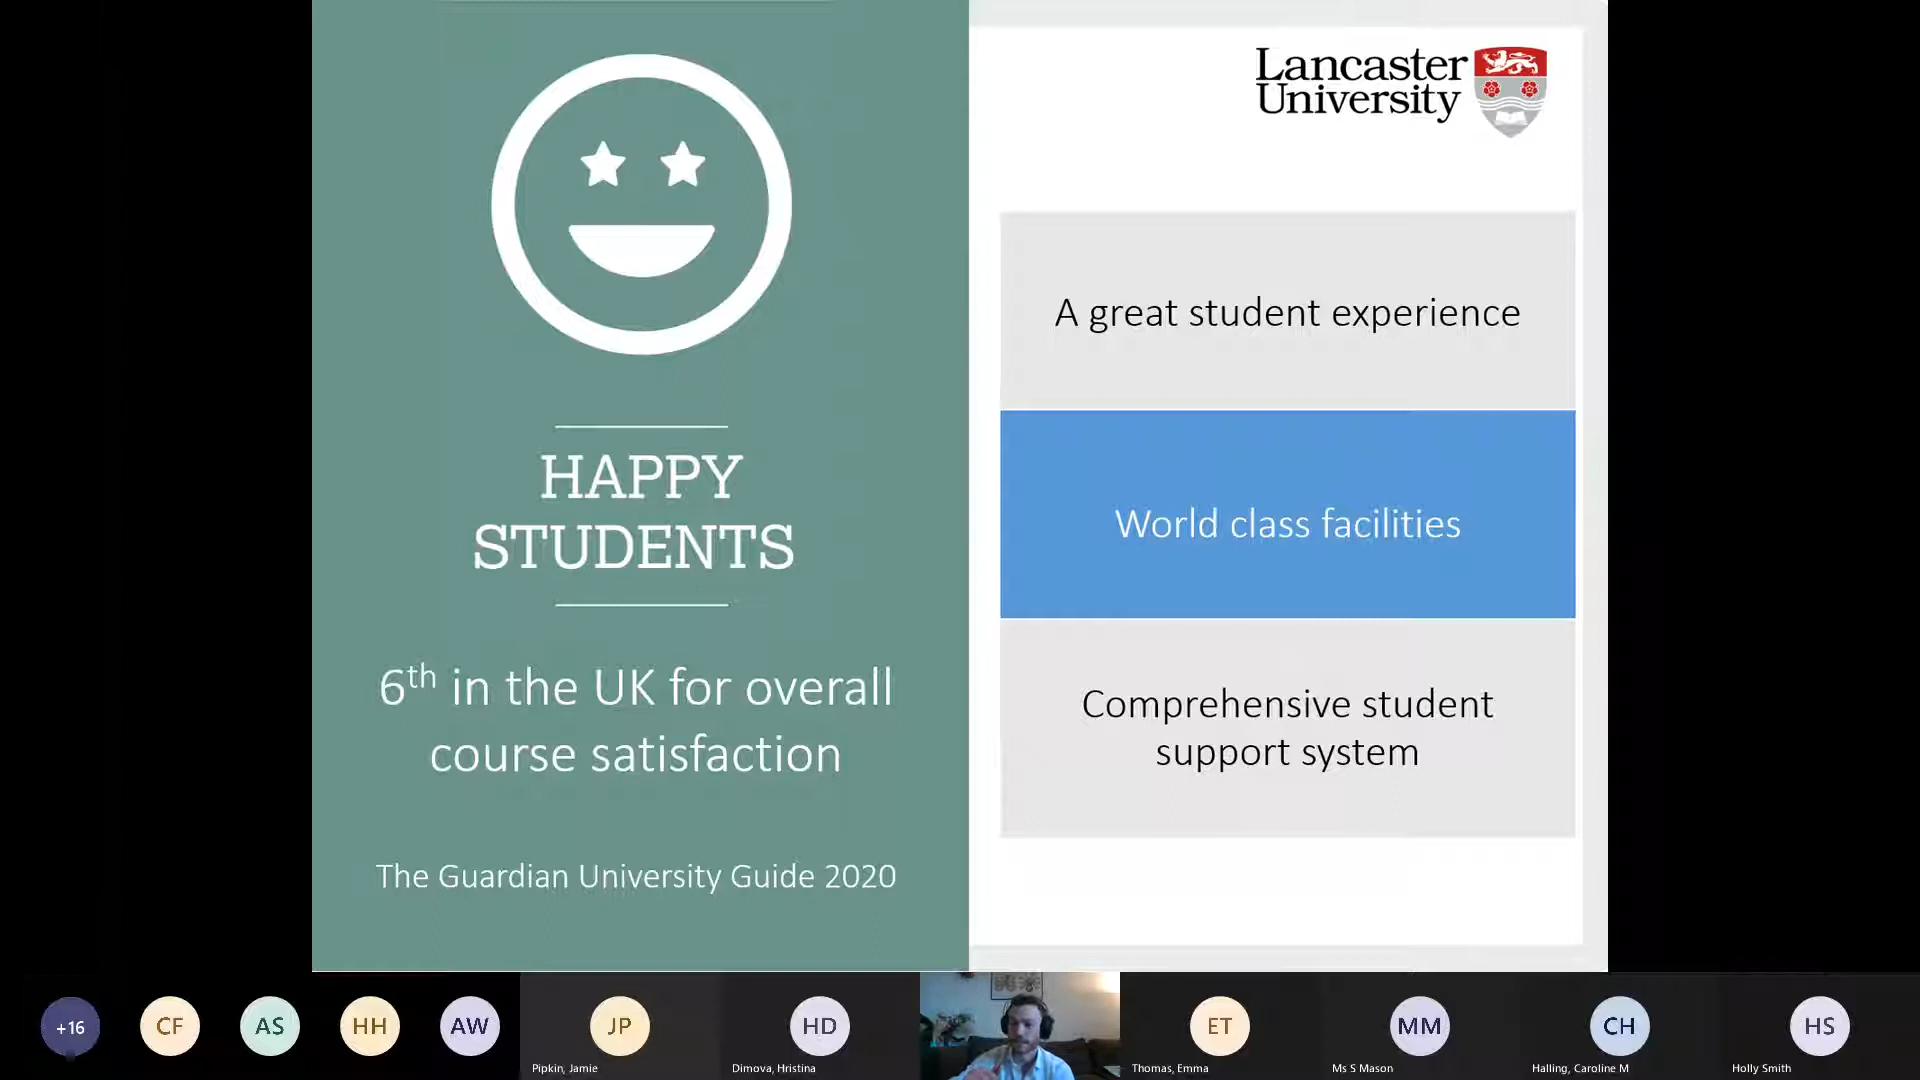 Lancaster
University
HAPPY
STUDENTS
6th in the UK for overall
course satisfaction
The Guardian University Guide 2020
A great student experience
World class facilities
Comprehensive student
support system
+16
CF
AS
HH
AW
JP
Pipkin, Jamie
HD
Dimova, Hristina
ET
Thomas, Emma
MM
Ms S Mason
CH
Halling, Caroline M
HS
Holly Smith